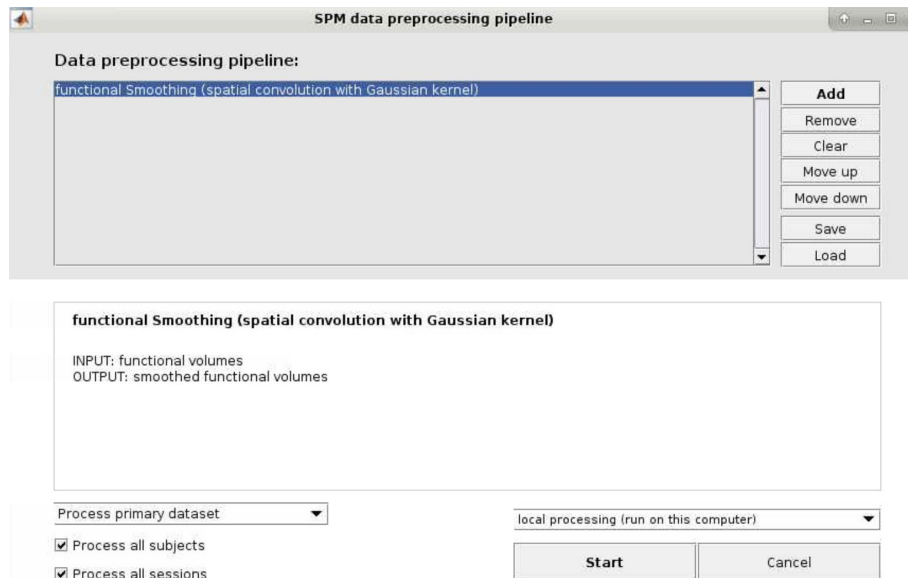 SPM data preprocessing pipeline
Data preprocessing pipeline:
functional Smoothing (spatial convolution with Gaussian kernel)
Add
Remove
Clear
Move up
Move down
Save
Load
functional Smoothing (spatial convolution with Gaussian kernel)
INPUT: functional volumes
OUTPUT: smoothed functional volumes
Process primary dataset
local processing (run on this computer)
Process all subjects
Start
Cancel
Process all sessions